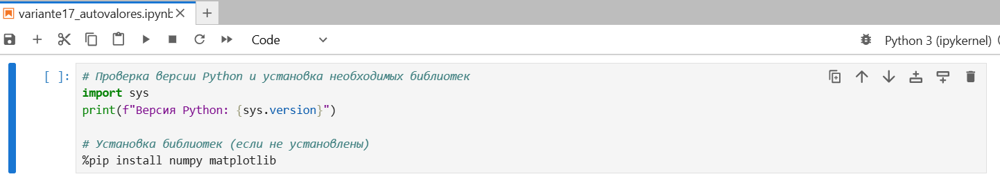 variante17_autovalores.ipynb
Code
Python 3 (ipykernel)
[ ]:
# Проверка версии Python и установка необходимых библиотек
import sys
print(f"Версия Python: {sys.version}")
# Установка библиотек (если не установлены)
%pip install numpy matplotlib